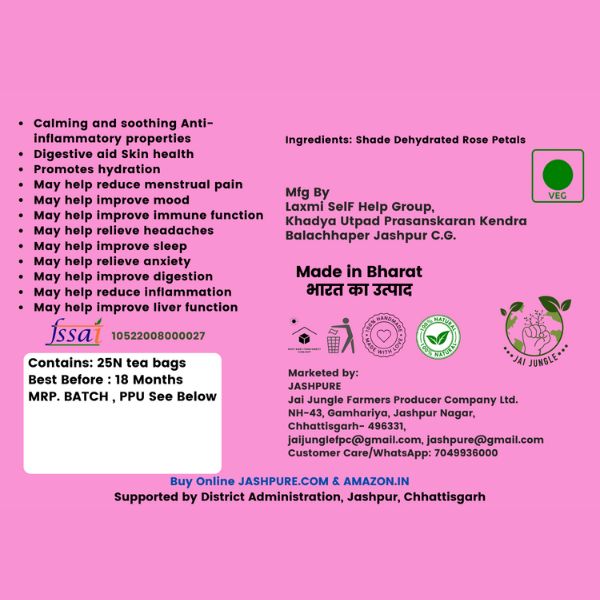 Calming and soothing Anti-
inflammatory properties
Digestive aid Skin health
Promotes hydration
May help reduce menstrual pain
May help improve mood
May help improve immune function
May help relieve headaches
May help improve sleep
May help relieve anxiety
May help improve digestion
May help reduce inflammation
May help improve liver function
fssai 10522008000027
Contains: 25N tea bags
Best Before : 18 Months
MRP. BATCH , PPU See Below
Ingredients: Shade Dehydrated Rose Petals
VEG
Mfg By
Laxmi SelF Help Group,
Khadya Utpad Prasanskaran Kendra
Balachhaper Jashpur C.G.
Made in Bharat
भारत का उत्पाद
100% HANDMADE
MADE WITH LOVE
100% NATURAL
100% NATURAL
JAI JUNGLE
Marketed by:
JASHPURE
Jai Jungle Farmers Producer Company Ltd.
NH-43, Gamhariya, Jashpur Nagar,
Chhattisgarh- 496331,
jaijunglefpc@gmail.com, jashpure@gmail.com
Customer Care/WhatsApp: 7049936000
Buy Online JASHPURE.COM & AMAZON.IN
Supported by District Administration, Jashpur, Chhattisgarh